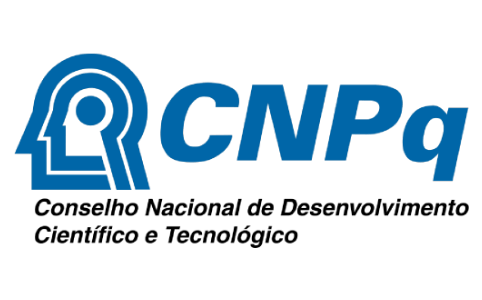 CNPq
Conselho Nacional de Desenvolvimento
Científico e Tecnológico